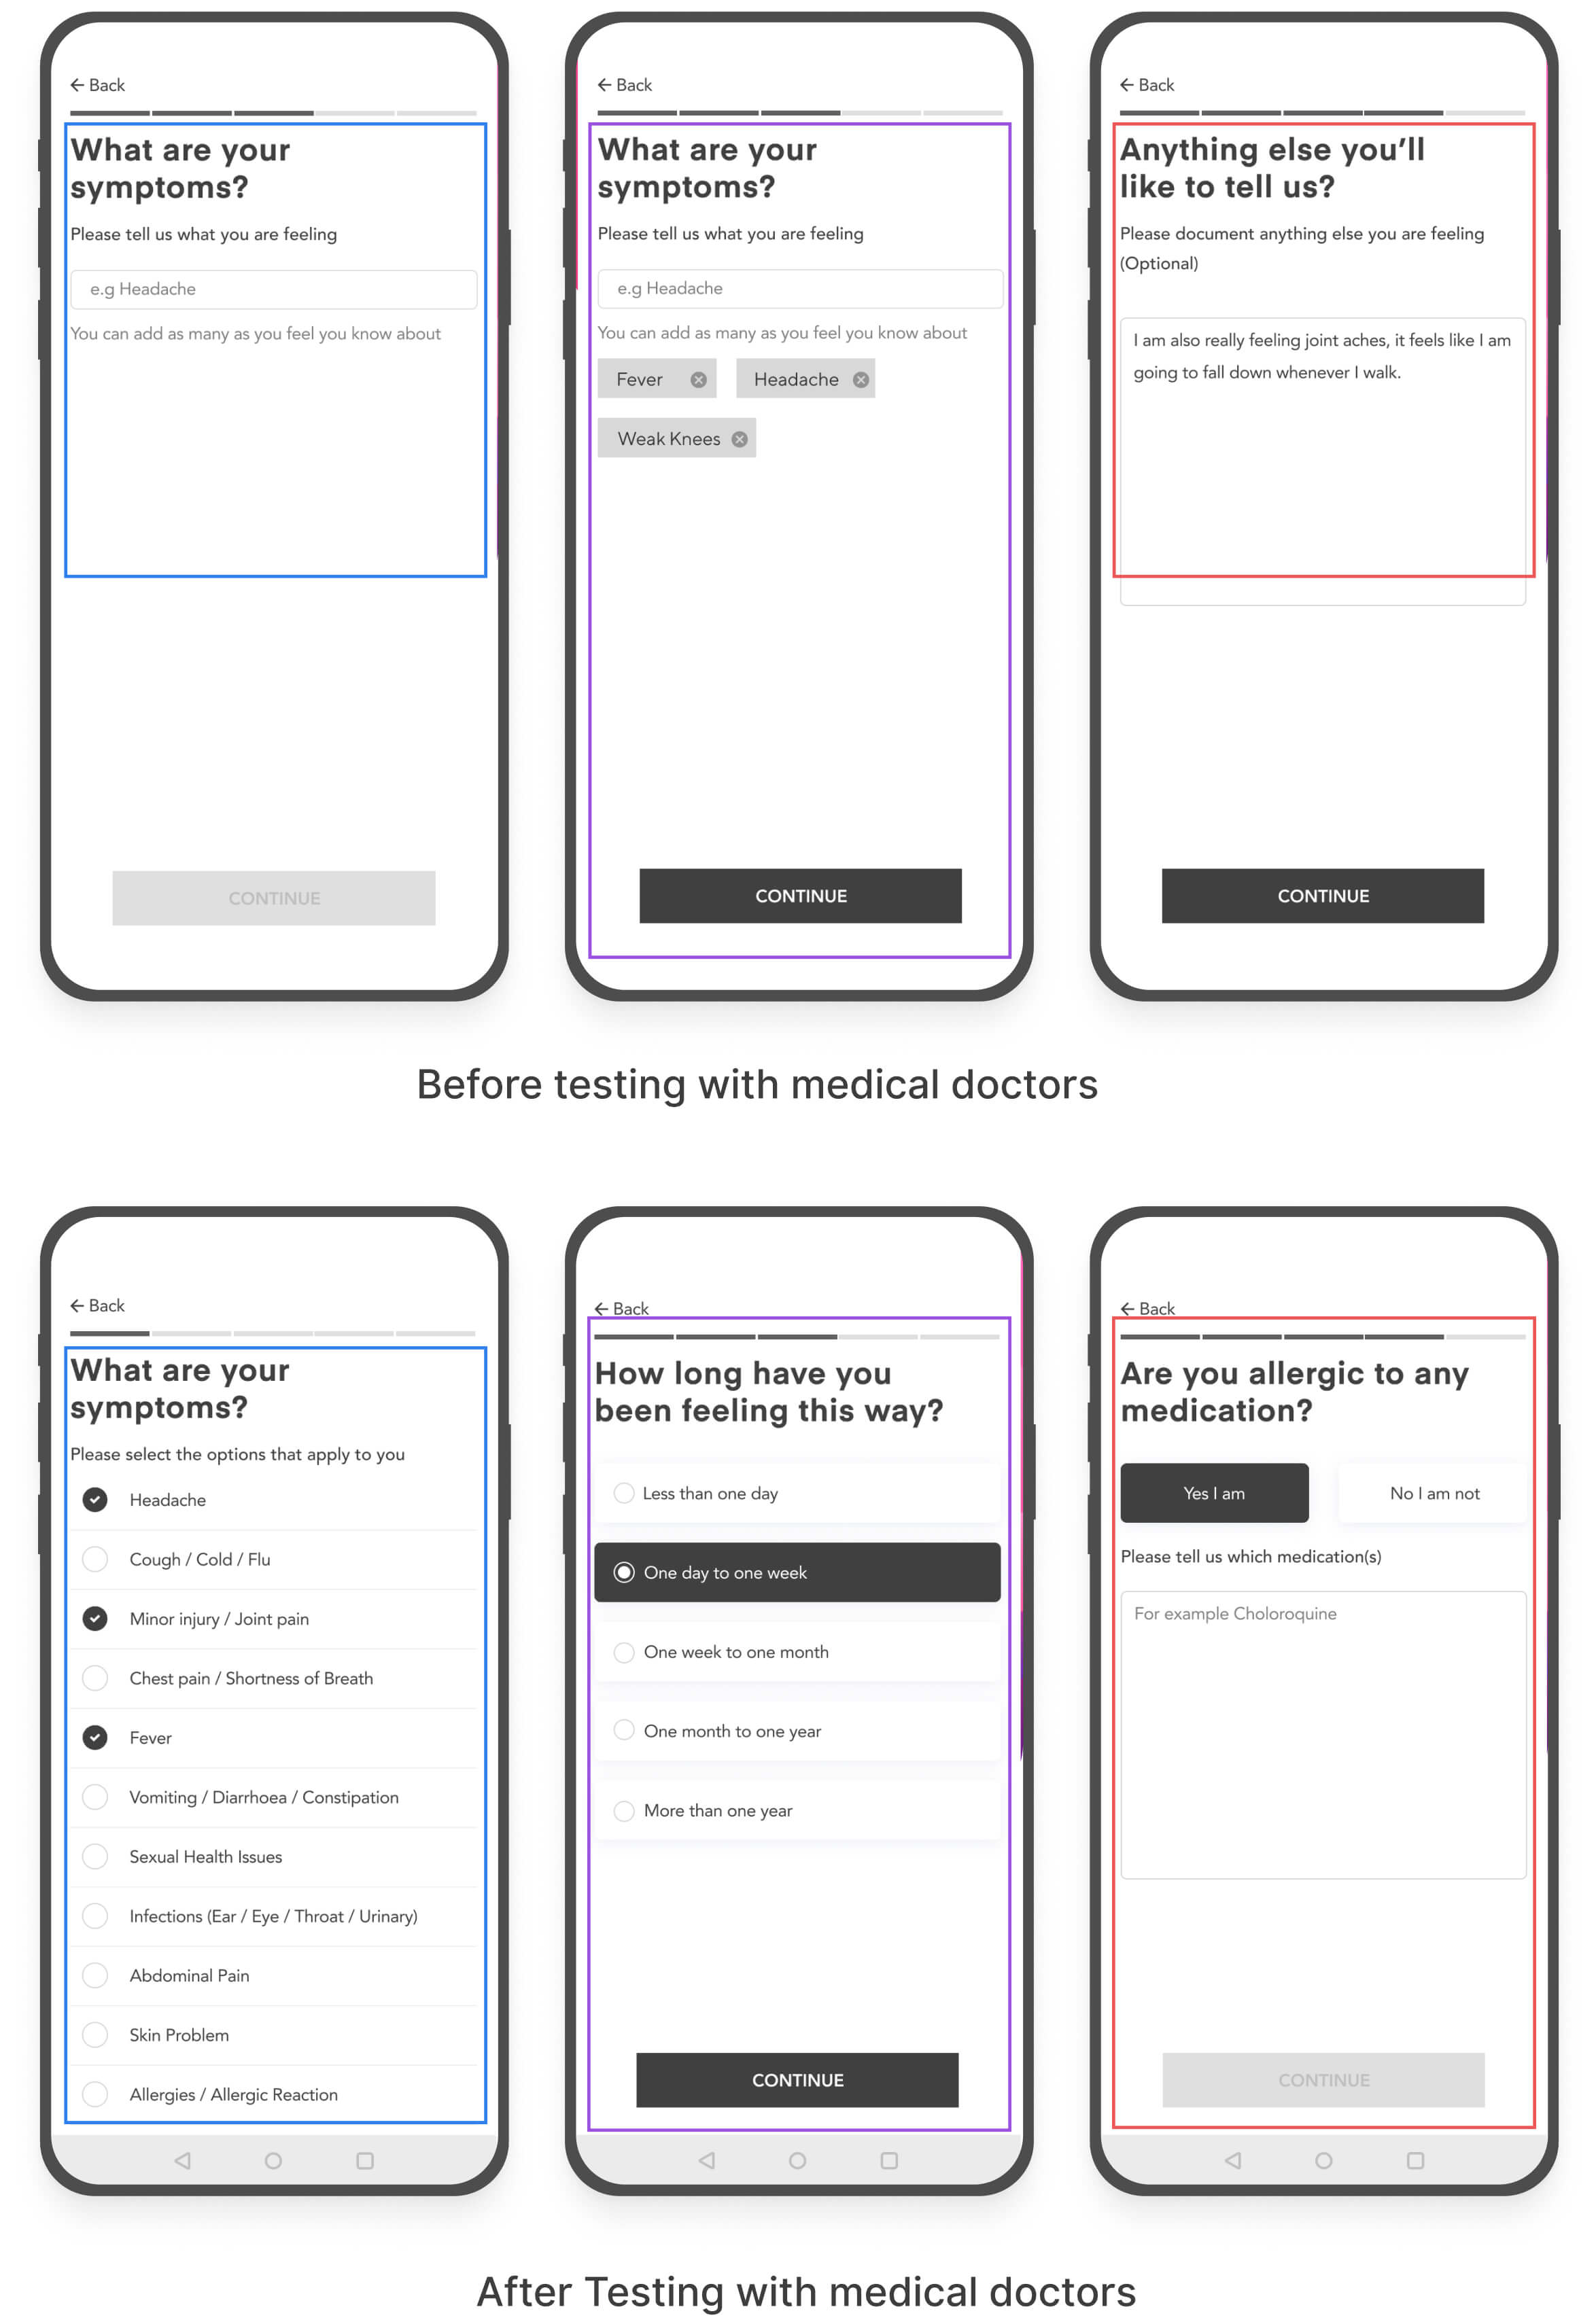 Back
What are your
symptoms?
Please tell us what you are feeling
e.g Headache
You can add as many as you feel you know about
CONTINUE
Back
What are your
symptoms?
Please tell us what you are feeling
e.g Headache
You can add as many as you feel you know about
Fever
Headache
Weak Knees
CONTINUE
Back
Anything else you’ll
like to tell us?
Please document anything else you are feeling
(Optional)
I am also really feeling joint aches, it feels like I am
going to fall down whenever I walk.
CONTINUE
Before testing with medical doctors
Back
What are your
symptoms?
Please select the options that apply to you
Headache
Cough / Cold / Flu
Minor injury / Joint pain
Chest pain / Shortness of Breath
Fever
Vomiting / Diarrhoea / Constipation
Sexual Health Issues
Infections (Ear / Eye / Throat / Urinary)
Abdominal Pain
Skin Problem
Allergies / Allergic Reaction
Back
How long have you
been feeling this way?
Less than one day
One day to one week
One week to one month
One month to one year
More than one year
CONTINUE
Back
Are you allergic to any
medication?
Yes I am
No I am not
Please tell us which medication(s)
For example Choloroquine
CONTINUE
After Testing with medical doctors